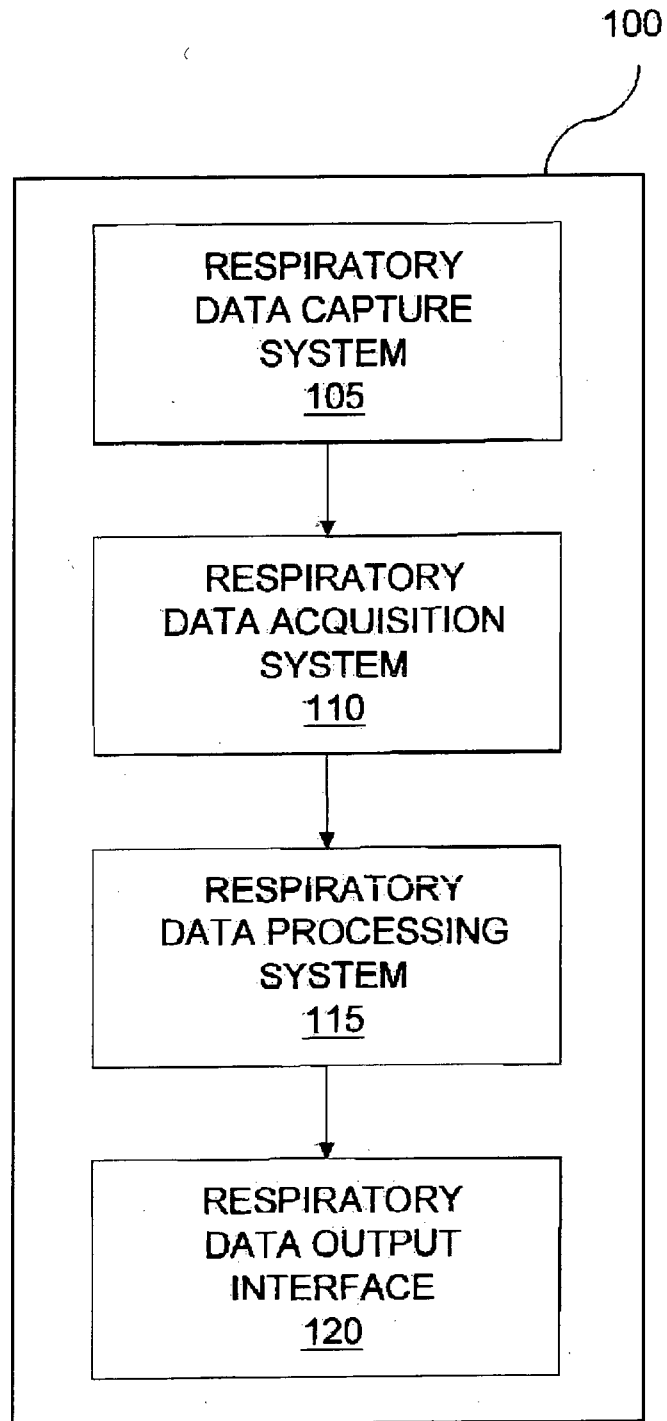 100
RESPIRATORY
DATA CAPTURE
SYSTEM
105
RESPIRATORY
DATA ACQUISITION
SYSTEM
110
RESPIRATORY
DATA PROCESSING
SYSTEM
115
RESPIRATORY
DATA OUTPUT
INTERFACE
120